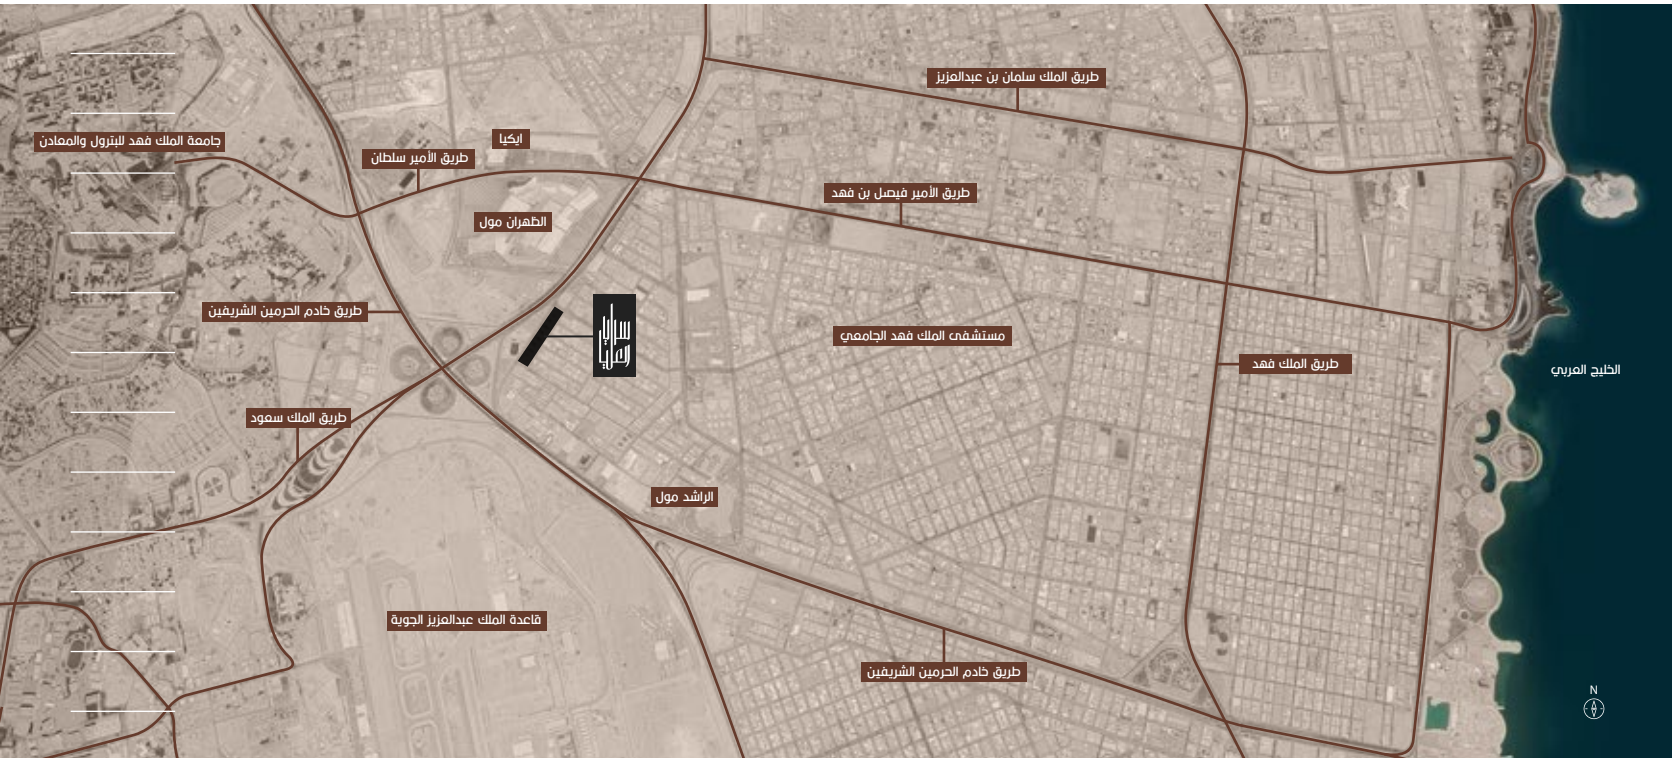 طريق الملك سلمان بن عبدالعزيز
ايكيا
جامعة الملك فهد للبترول والمعادن
طريق الأمير سلطان
طريق الأمير فيصل بن فهد
الظهران مول
طريق خادم الحرمين الشريفين
سرايا
العليا
مستشفى الملك فهد الجامعي
طريق الملك فهد
الخليج العربي
طريق الملك سعود
الراشد مول
قاعدة الملك عبدالعزيز الجوية
طريق خادم الحرمين الشريفين
N